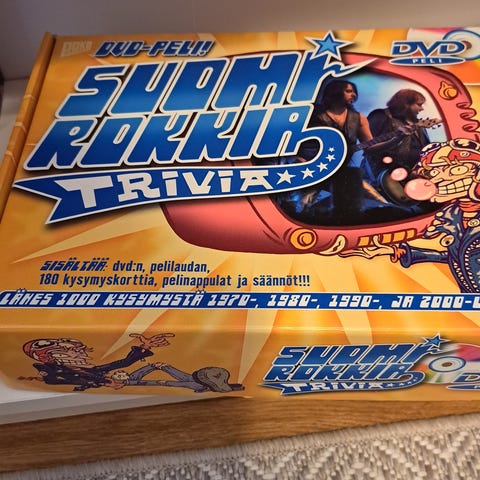 POKO
DVD-PELI!
DVD
PELI
SUOMI
ROKKIA
TRIVIA
SISÄLTÄÄ: dvd:n, pelilaudan,
180 kysymyskorttia, pelinappulat ja säännöt!!!
LÄHES 1000 KYSYMYSTÄ 1970-, 1980-, 1990-, JA 2000-
SUOMI
ROKKIA
TRIVIA